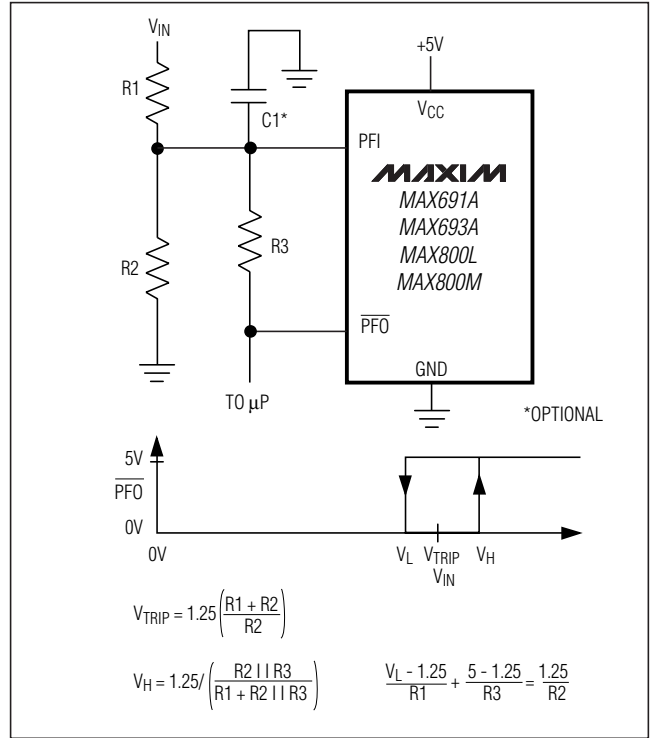 VIN
+5V
R1
C1*
VCC
PFI
MAXIM
MAX691A
MAX693A
MAX800L
MAX800M
R2
R3
PFO
GND
TO µP
*OPTIONAL
5V
PFO
0V
0V
VL VTRIP VH
VIN
VTRIP = 1.25 (R1 + R2 / R2)
VH = 1.25/ (R2 I I R3 / R1 + R2 I I R3)
VL - 1.25 / R1 + 5 - 1.25 / R3 = 1.25 / R2